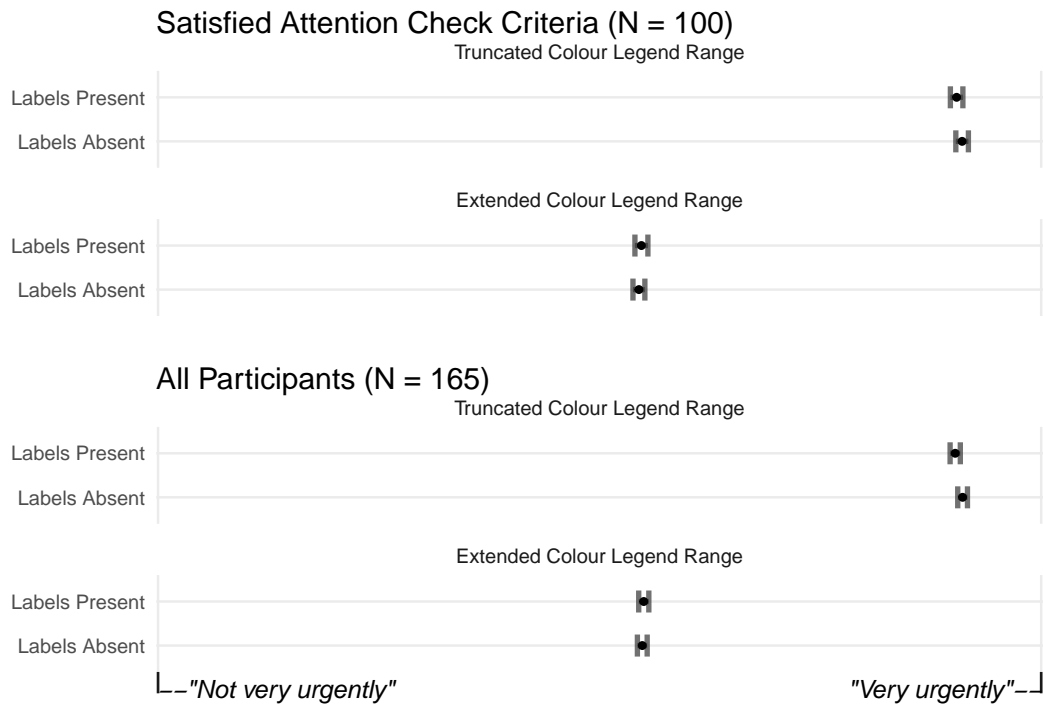 Satisfied Attention Check Criteria (N = 100)
Truncated Colour Legend Range
Labels Present
Labels Absent
Extended Colour Legend Range
Labels Present
Labels Absent
All Participants (N = 165)
Truncated Colour Legend Range
Labels Present
Labels Absent
Extended Colour Legend Range
Labels Present
Labels Absent
"Not very urgently" "Very urgently"